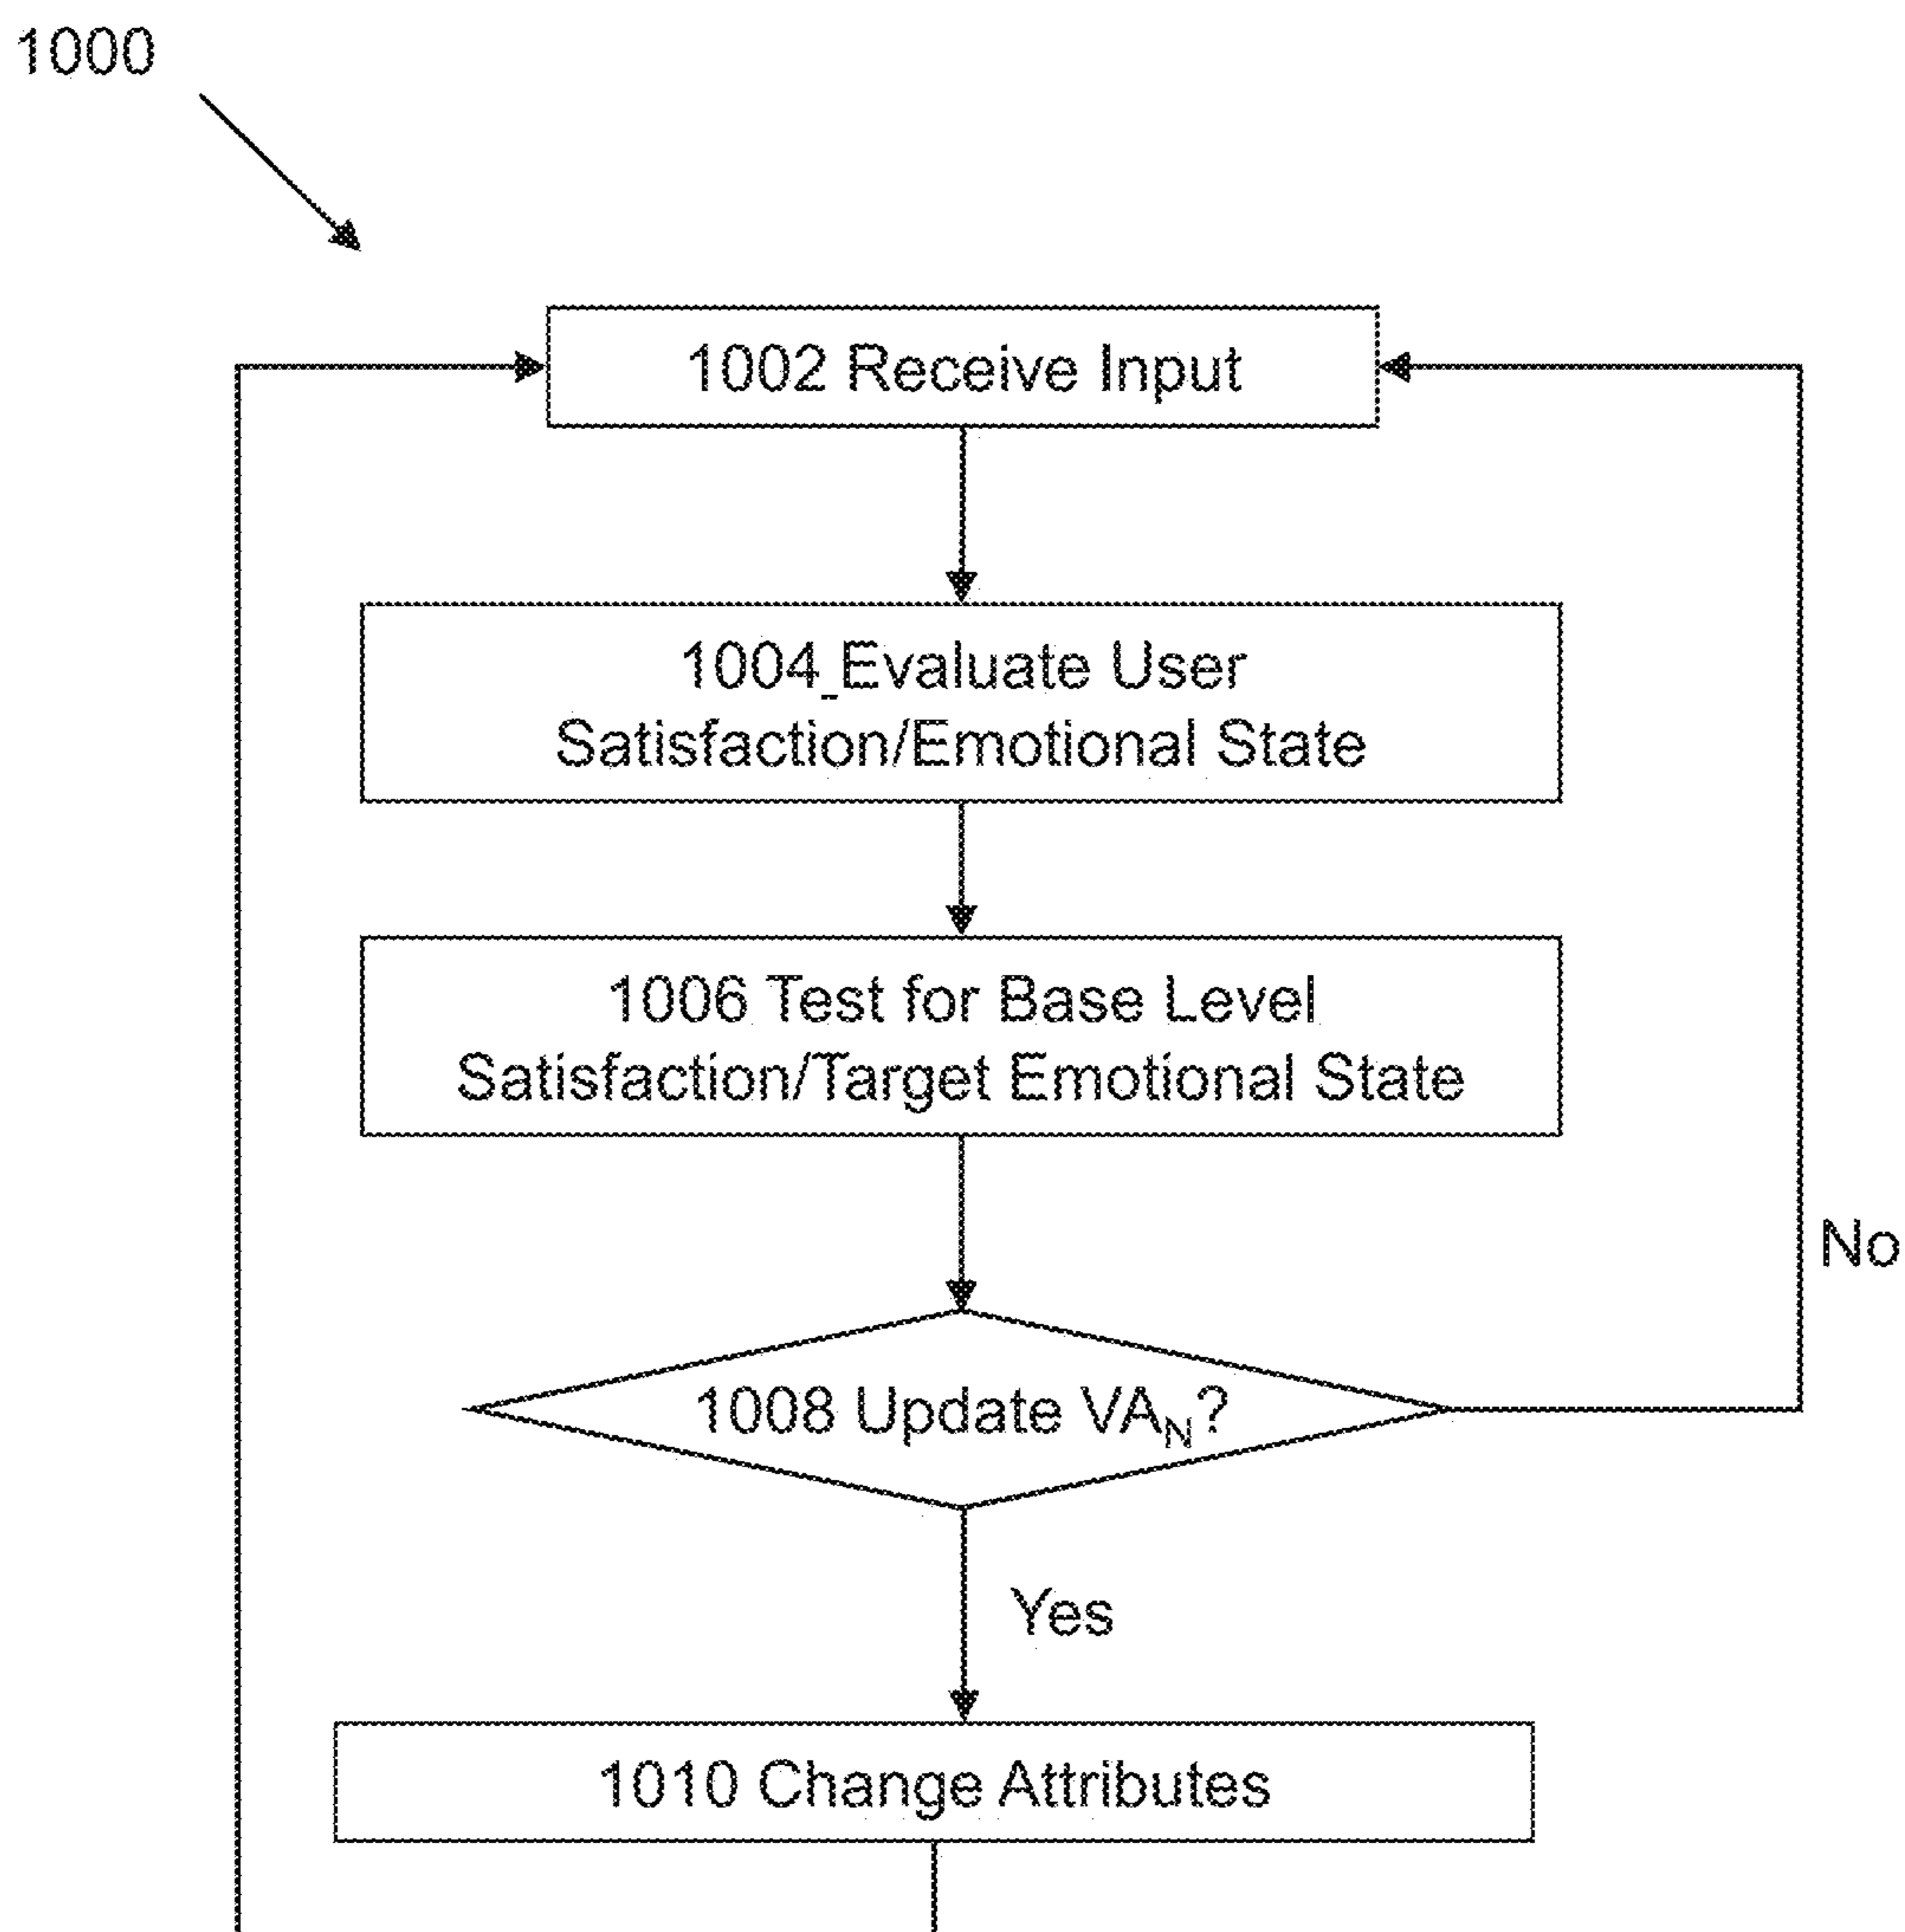 1000
1002 Receive Input
1004 Evaluate User
Satisfaction/Emotional State
1006 Test for Base Level
Satisfaction/Target Emotional State
No
1008 Update VAN?
Yes
1010 Change Attributes